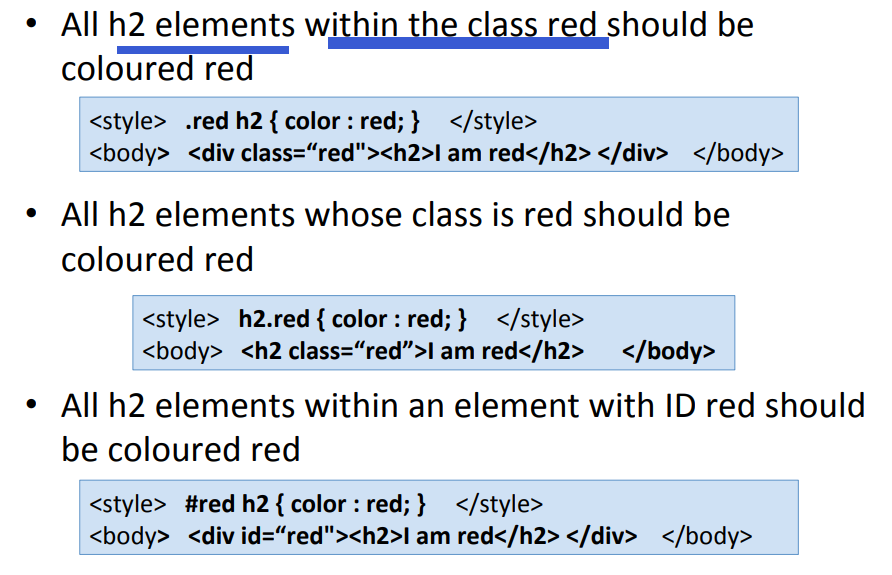 • All h2 elements within the class red should be
coloured red
<style> .red h2 { color : red; } </style>
<body> <div class=“red"><h2>I am red</h2> </div> </body>
• All h2 elements whose class is red should be
coloured red
<style> h2.red { color : red; } </style>
<body> <h2 class=“red”>I am red</h2> </body>
• All h2 elements within an element with ID red should
be coloured red
<style> #red h2 { color : red; } </style>
<body> <div id=“red"><h2>I am red</h2> </div> </body>